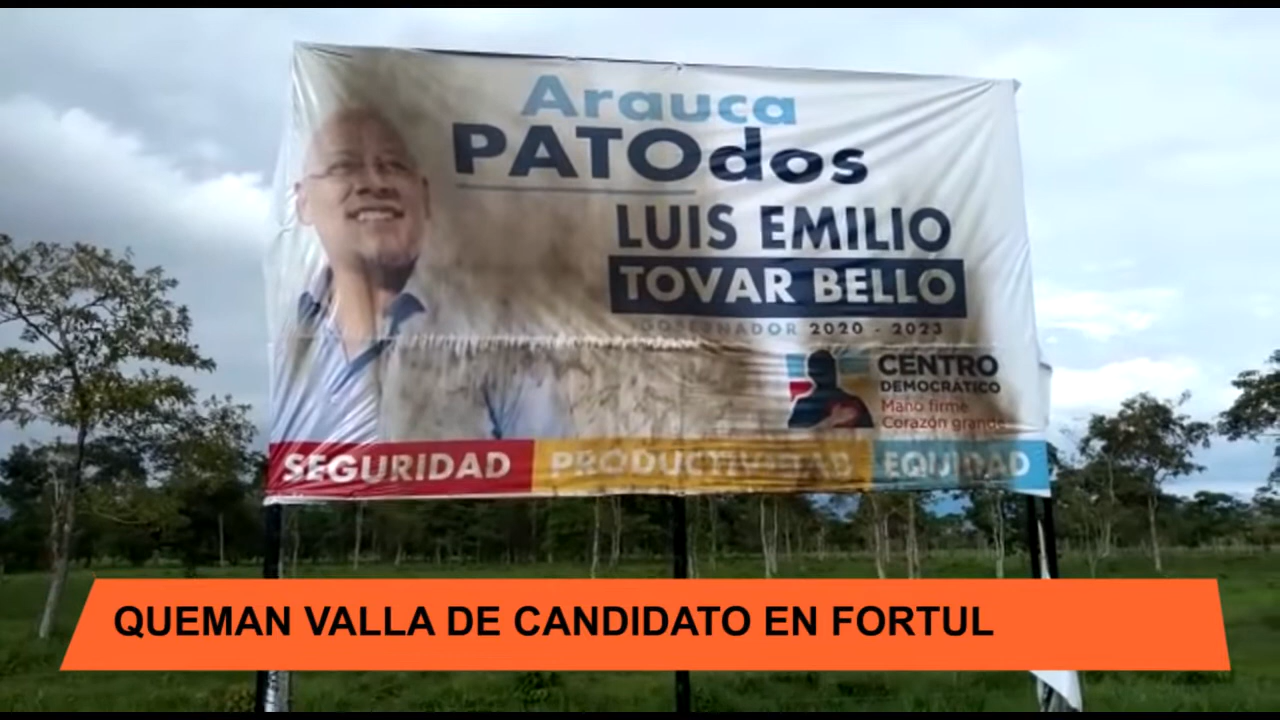 Arauca
PATOdos
LUIS EMILIO
TOVAR BELLO
GOBERNADOR 2020 - 2023
CENTRO
DEMOCRÁTICO
Mano firme
Corazón grande
SEGURIDAD PRODUCTIVIDAD EQUIDAD
QUEMAN VALLA DE CANDIDATO EN FORTUL